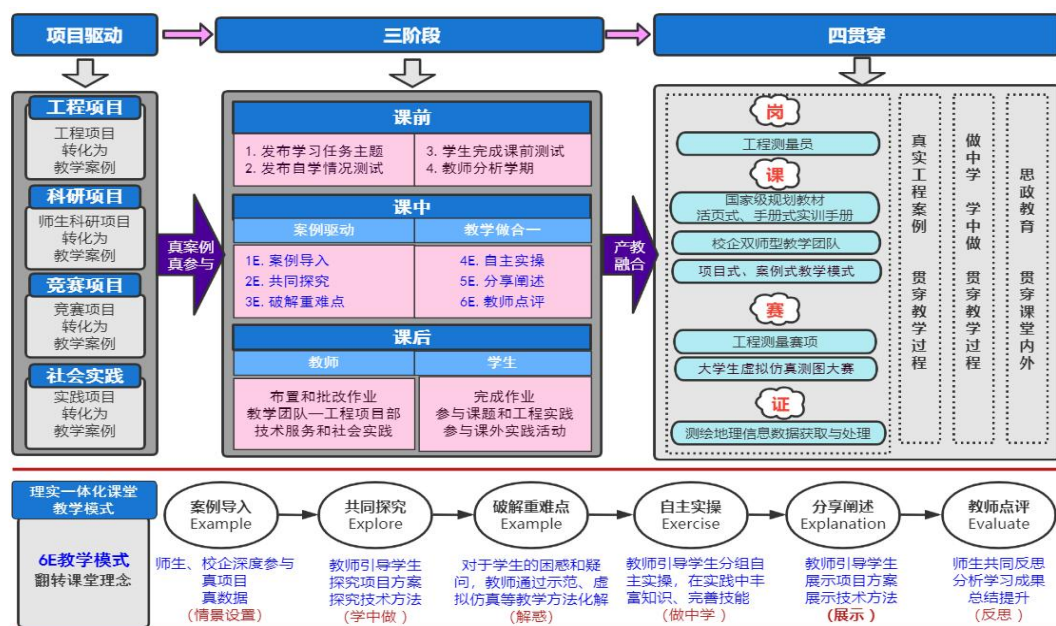 项目驱动
三阶段
四贯穿
工程项目
工程项目
转化为
教学案例
科研项目
师生科研项目
转化为
教学案例
竞赛项目
竞赛项目
转化为
教学案例
社会实践
实践项目
转化为
教学案例
真案例
真参与
课前
1. 发布学习任务主题
2. 发布自学情况测试
3. 学生完成课前测试
4. 教师分析学期
课中
案例驱动
教学做合一
1E. 案例导入
2E. 共同探究
3E. 破解重难点
4E. 自主实操
5E. 分享阐述
6E. 教师点评
课后
教师
学生
布置和批改作业
教学团队—工程项目部
技术服务和社会实践
完成作业
参与课题和工程实践
参与课外实践活动
产教
融合
岗
工程测量员
课
国家级规划教材
活页式、手册式实训手册
校企双师型教学团队
项目式、案例式教学模式
赛
工程测量赛项
大学生虚拟仿真测图大赛
证
测绘地理信息数据获取与处理
真实工程案例 贯穿教学过程
做中学 学中做 贯穿教学过程
思政教育 贯穿课堂内外
理实一体化课堂
教学模式
6E教学模式
翻转课堂理念
案例导入
Example
师生、校企深度参与
真项目
真数据
(情景设置)
共同探究
Explore
教师引导学生
探究项目方案
探究技术方法
(学中做)
破解重难点
Example
对于学生的困惑和疑
问，教师通过示范、虚
拟仿真等教学方法化解
(解惑)
自主实操
Exercise
教师引导学生分组自
主实操，在实践中丰
富知识、完善技能
(做中学)
分享阐述
Explanation
教师引导学生
展示项目方案
展示技术方法
(展示)
教师点评
Evaluate
师生共同反思
分析学习成果
总结提升
(反思)